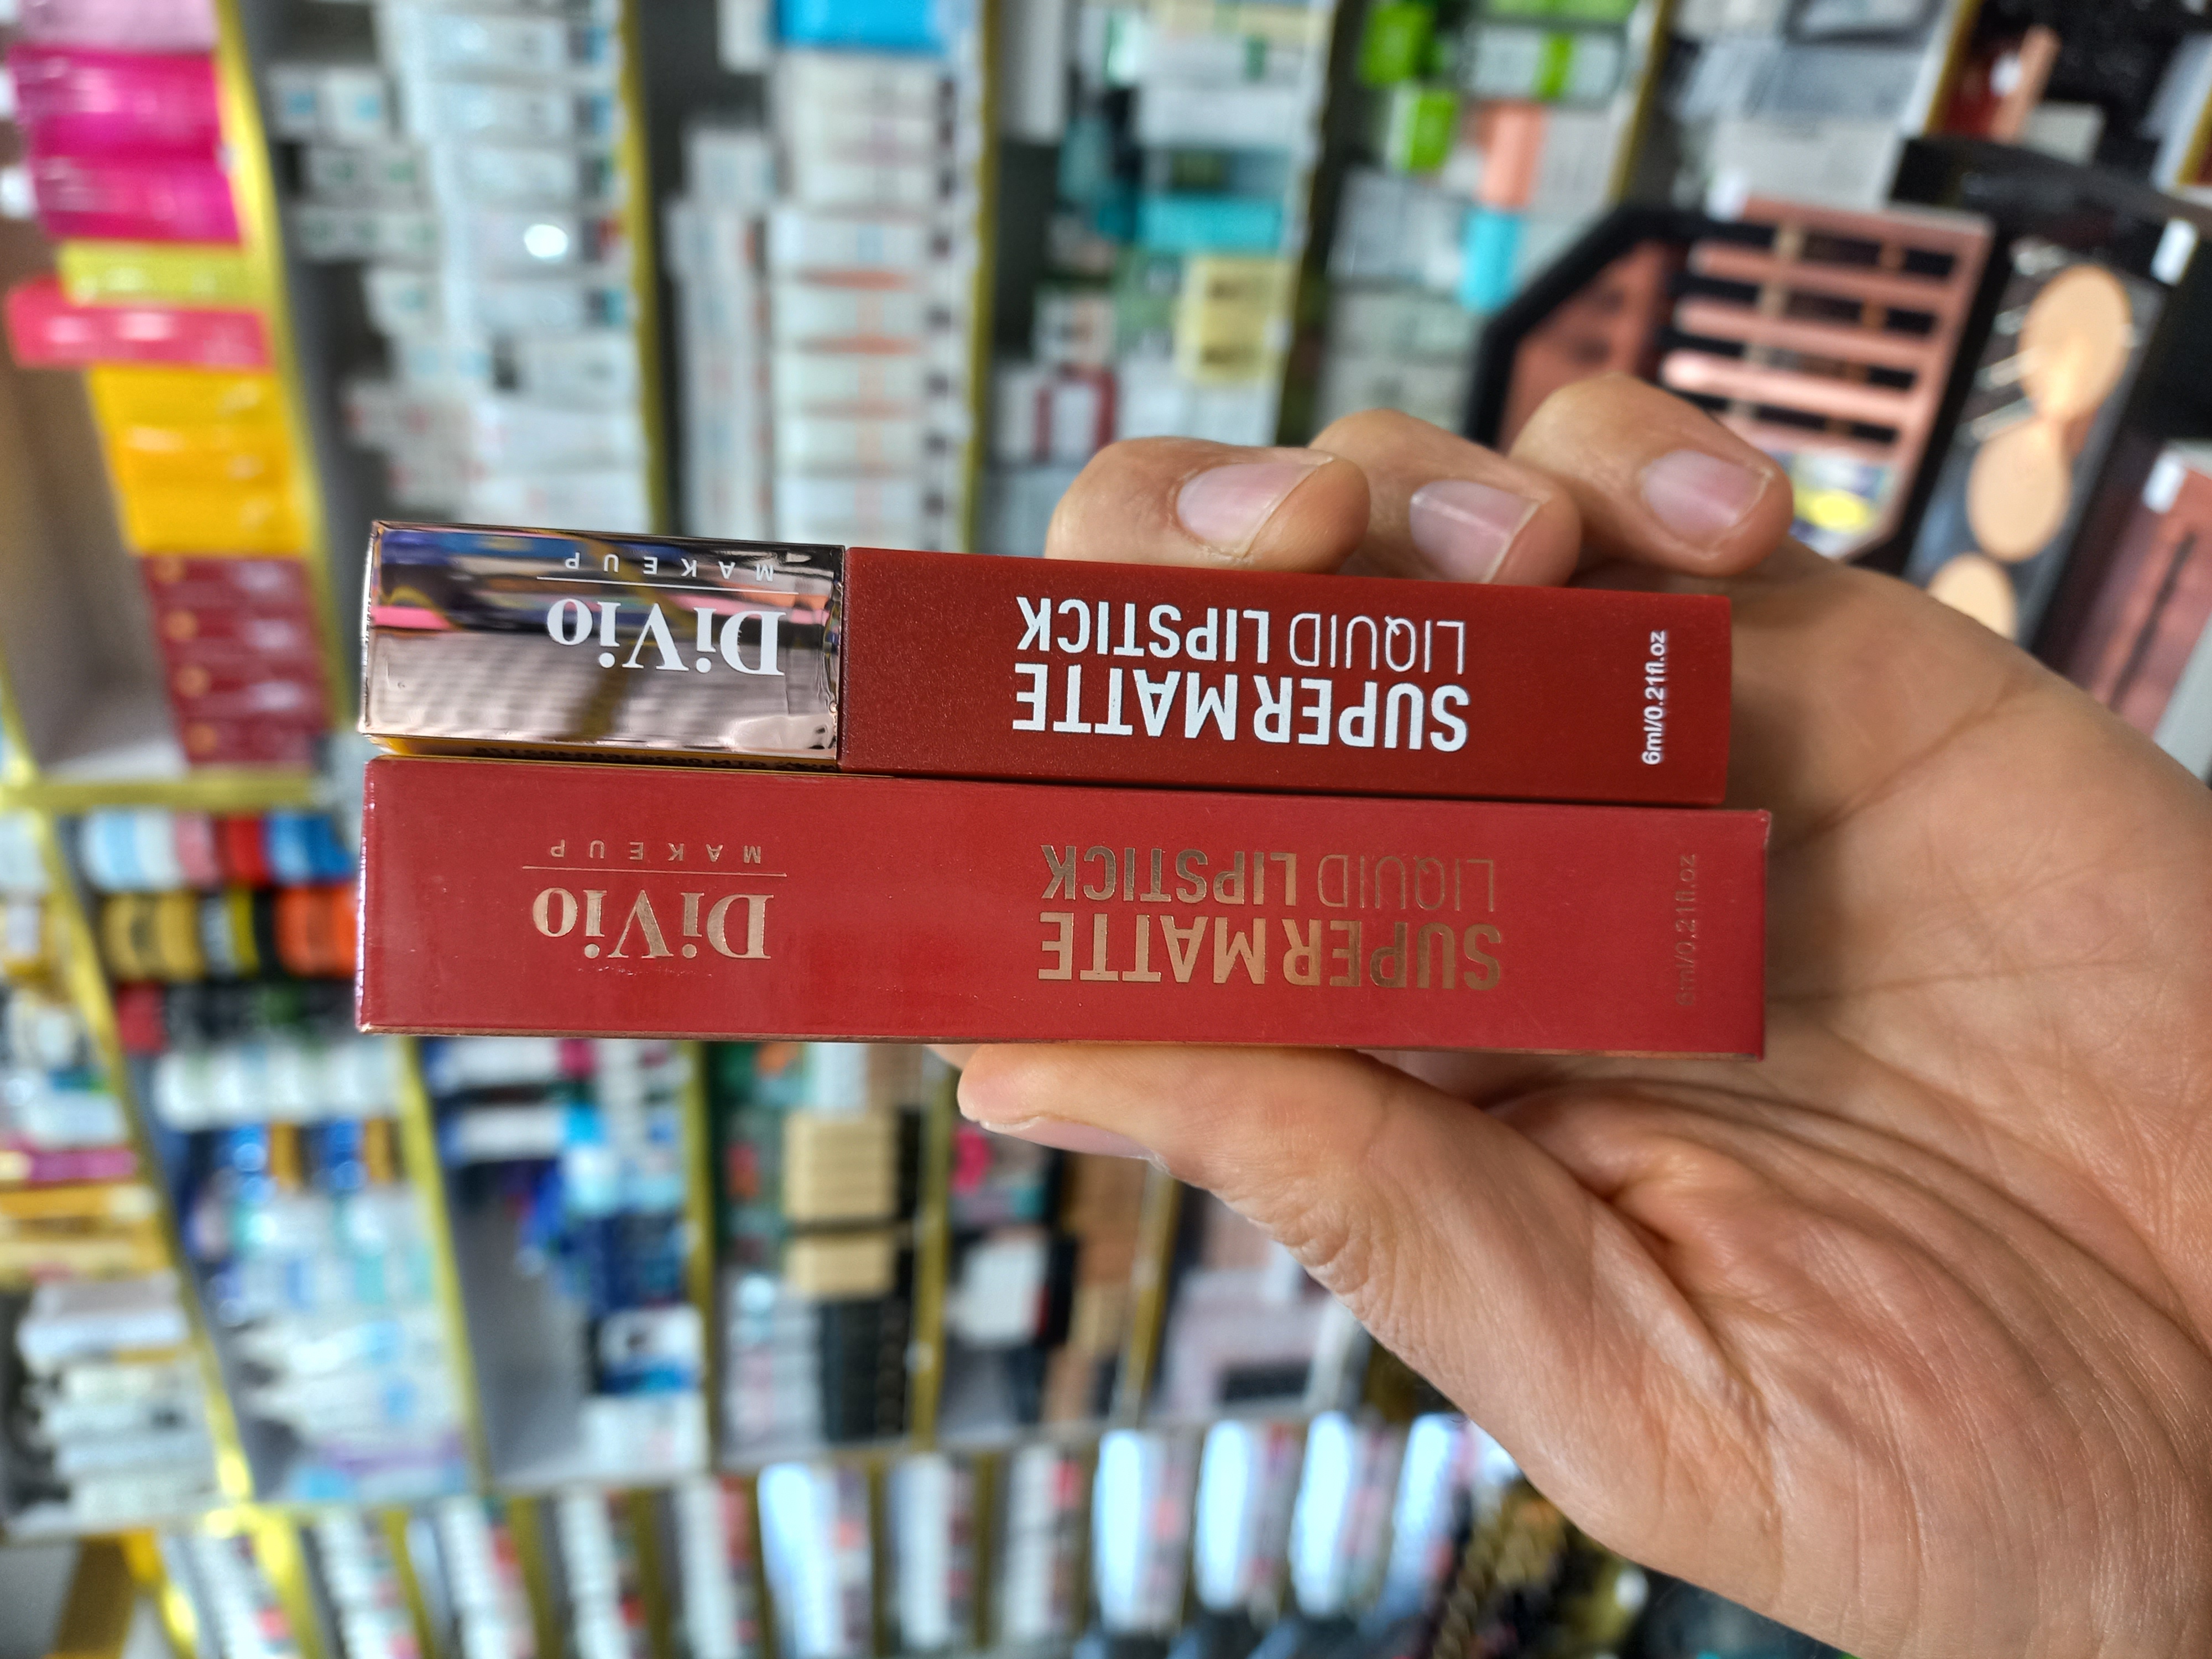 SUPER MATTE
LIQUID LIPSTICK
DiVio
MAKEUP
6ml/0.21fl.oz
SUPER MATTE
LIQUID LIPSTICK
DiVio
MAKEUP
6ml/0.21fl.oz